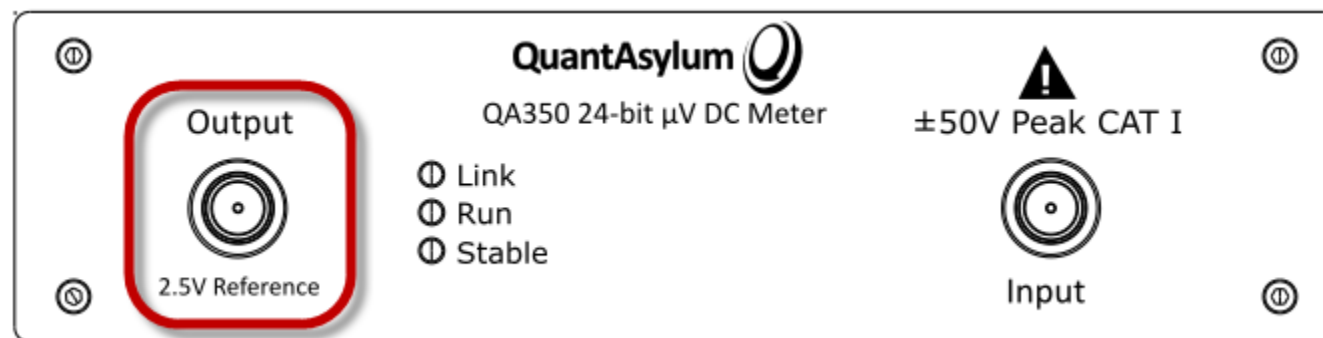 QuantAsylum
QA350 24-bit µV DC Meter
Output
2.5V Reference
Link
Run
Stable
!
±50V Peak CAT I
Input